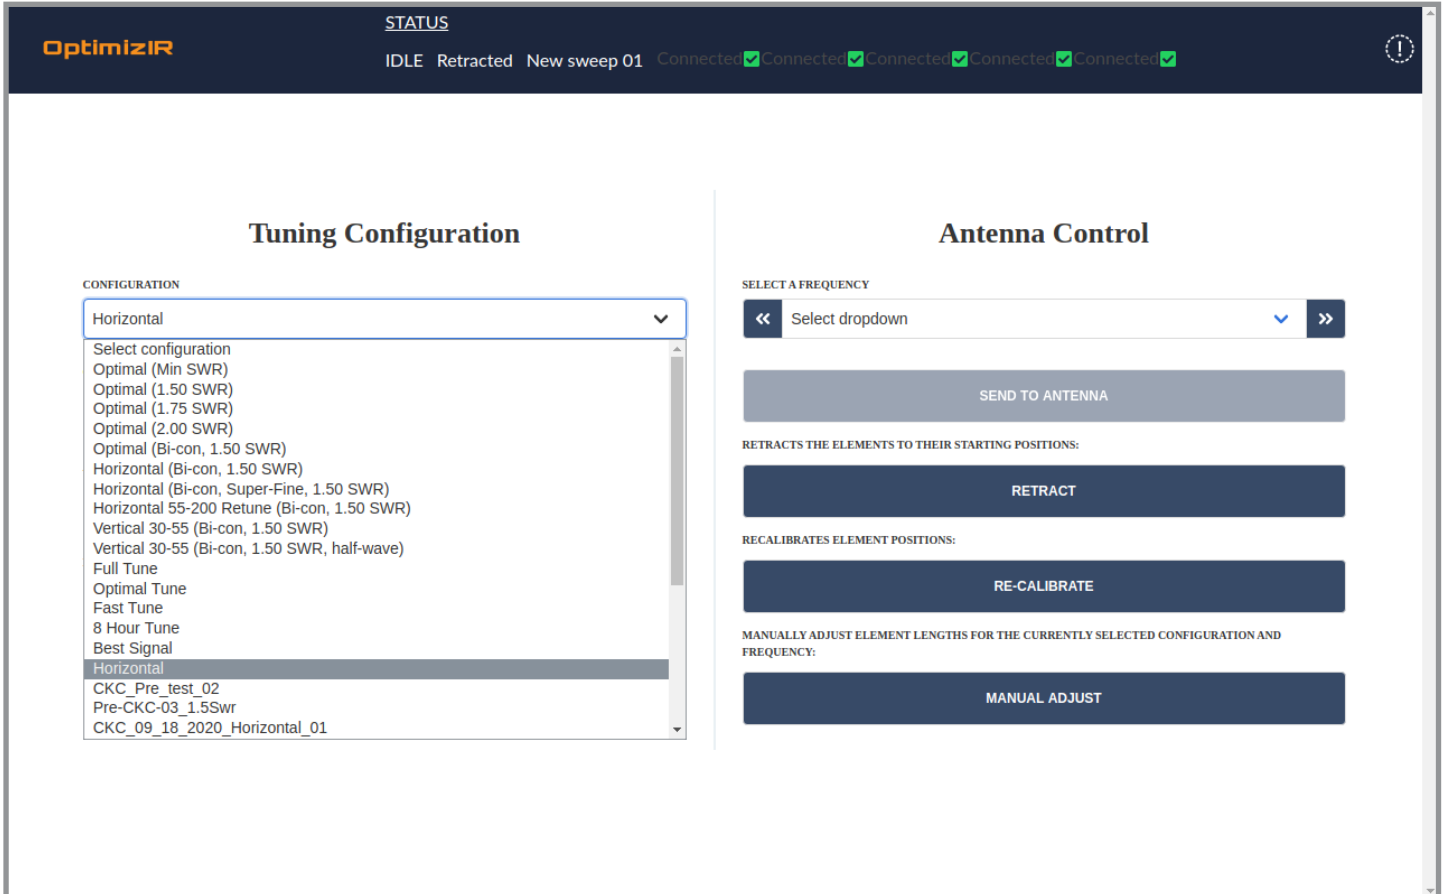 OptimizIR
STATUS
IDLE Retracted New sweep 01 Connected Connected Connected Connected Connected
Tuning Configuration
CONFIGURATION
Horizontal
Select configuration
Optimal (Min SWR)
Optimal (1.50 SWR)
Optimal (1.75 SWR)
Optimal (2.00 SWR)
Optimal (Bi-con, 1.50 SWR)
Horizontal (Bi-con, 1.50 SWR)
Horizontal (Bi-con, Super-Fine, 1.50 SWR)
Horizontal 55-200 Retune (Bi-con, 1.50 SWR)
Vertical 30-55 (Bi-con, 1.50 SWR)
Vertical 30-55 (Bi-con, 1.50 SWR, half-wave)
Full Tune
Optimal Tune
Fast Tune
8 Hour Tune
Best Signal
Horizontal
CKC_Pre_test_02
Pre-CKC-03_1.5Swr
CKC_09_18_2020_Horizontal_01
Antenna Control
SELECT A FREQUENCY
Select dropdown
SEND TO ANTENNA
RETRACTS THE ELEMENTS TO THEIR STARTING POSITIONS:
RETRACT
RECALIBRATES ELEMENT POSITIONS:
RE-CALIBRATE
MANUALLY ADJUST ELEMENT LENGTHS FOR THE CURRENTLY SELECTED CONFIGURATION AND
FREQUENCY:
MANUAL ADJUST